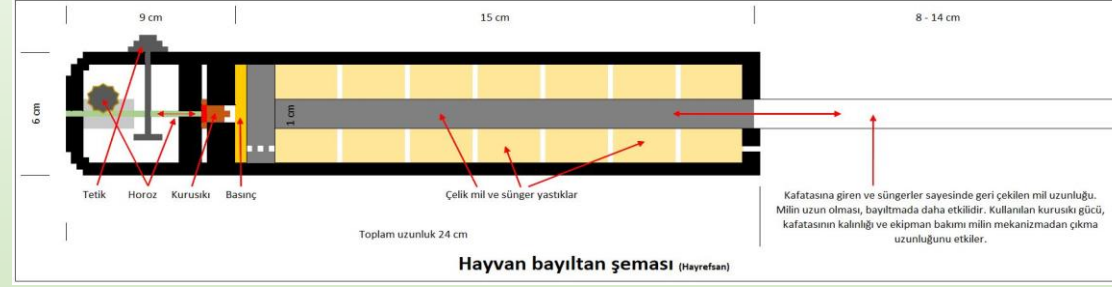 9 cm
15 cm
8 - 14 cm
6 cm
1 cm
Tetik
Horoz
Kurusıkı
Basınç
Çelik mil ve sünger yastıklar
Kafatasına giren ve süngerler sayesinde geri çekilen mil uzunluğu.
Milin uzun olması, bayıltmada daha etkilidir. Kullanılan kurusıkı gücü,
kafatasının kalınlığı ve ekipman bakımı milin mekanizmadan çıkma
uzunluğunu etkiler.
Toplam uzunluk 24 cm
Hayvan bayıltan şeması (Hayrefsan)